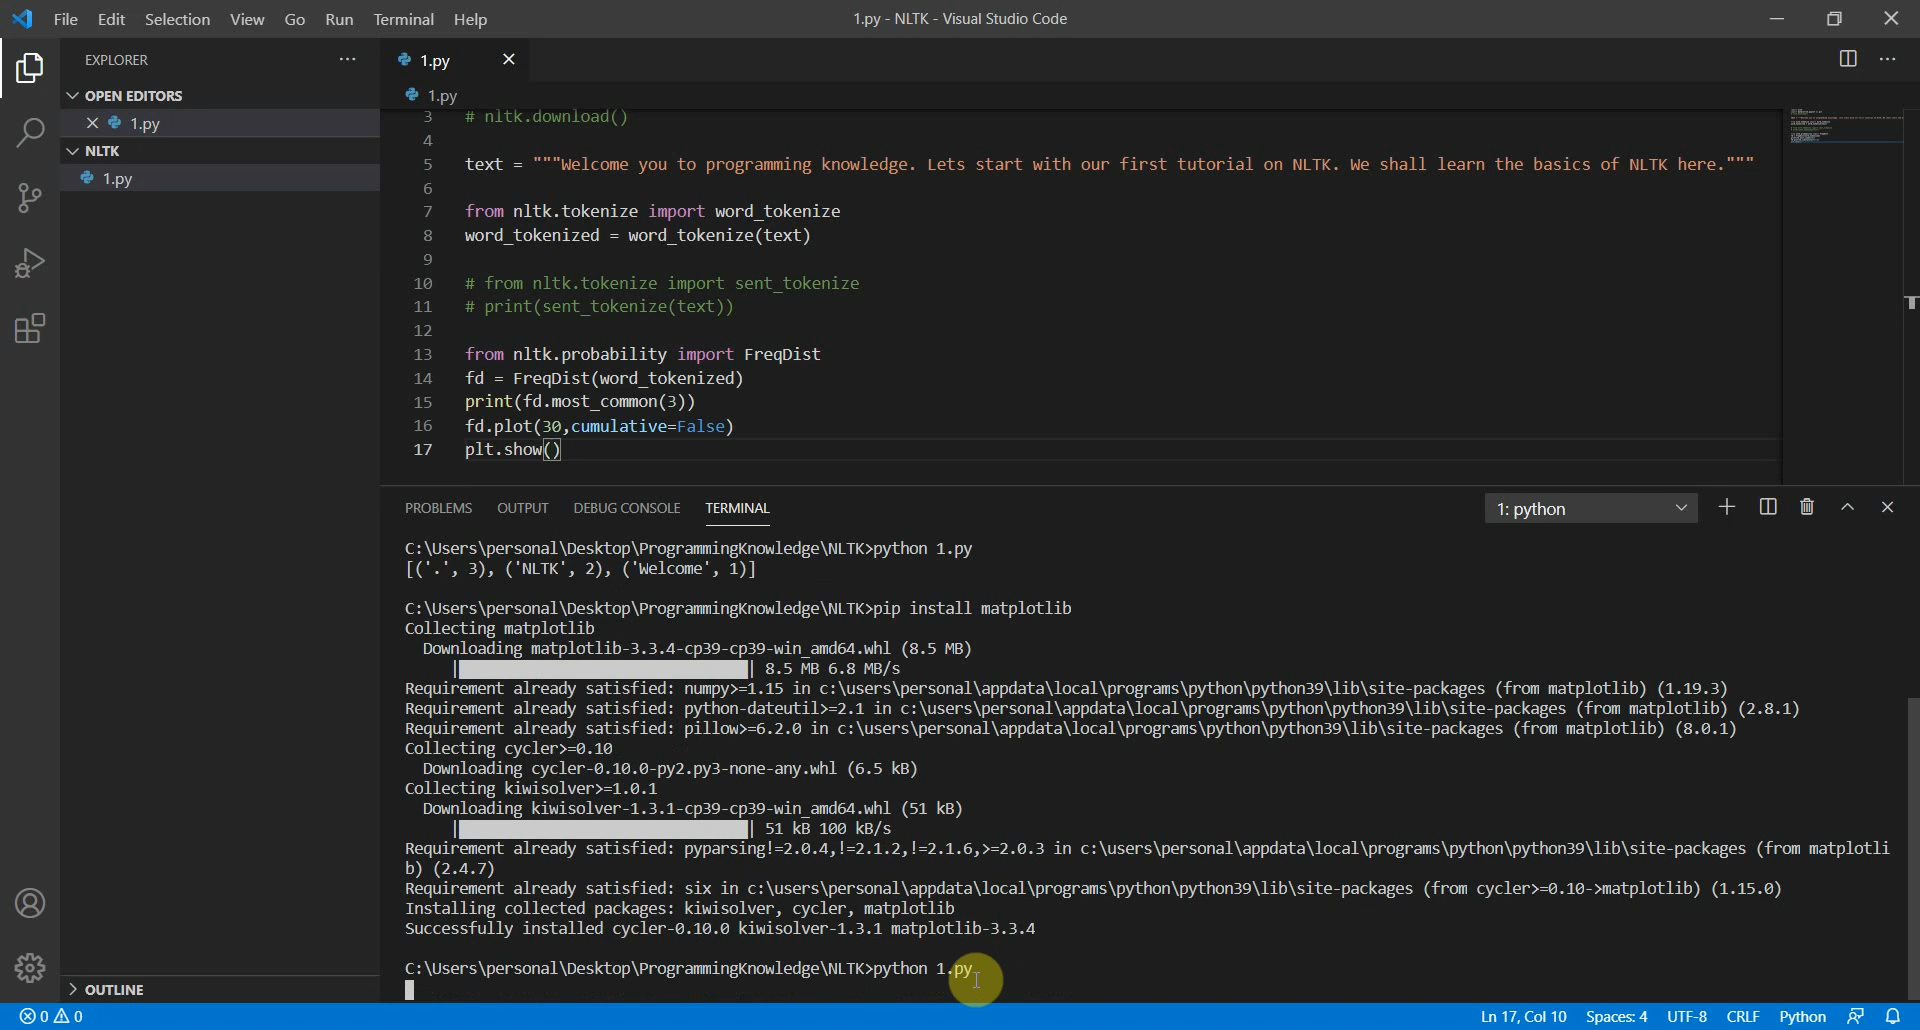 File Edit Selection View Go Run Terminal Help
1.py - NLTK - Visual Studio Code
EXPLORER
OPEN EDITORS
1.py
NLTK
1.py
OUTLINE
1.py
1.py
3 # nltk.download()
4
5 text = """Welcome you to programming knowledge. Lets start with our first tutorial on NLTK. We shall learn the basics of NLTK here."""
6
7 from nltk.tokenize import word_tokenize
8 word_tokenized = word_tokenize(text)
9
10 # from nltk.tokenize import sent_tokenize
11 # print(sent_tokenize(text))
12
13 from nltk.probability import FreqDist
14 fd = FreqDist(word_tokenized)
15 print(fd.most_common(3))
16 fd.plot(30,cumulative=False)
17 plt.show()
PROBLEMS OUTPUT DEBUG CONSOLE TERMINAL
1: python
C:\Users\personal\Desktop\ProgrammingKnowledge\NLTK>python 1.py
[('.', 3), ('NLTK', 2), ('Welcome', 1)]
C:\Users\personal\Desktop\ProgrammingKnowledge\NLTK>pip install matplotlib
Collecting matplotlib
Downloading matplotlib-3.3.4-cp39-cp39-win_amd64.whl (8.5 MB)
| | 8.5 MB 6.8 MB/s
Requirement already satisfied: numpy>=1.15 in c:\users\personal\appdata\local\programs\python\python39\lib\site-packages (from matplotlib) (1.19.3)
Requirement already satisfied: python-dateutil>=2.1 in c:\users\personal\appdata\local\programs\python\python39\lib\site-packages (from matplotlib) (2.8.1)
Requirement already satisfied: pillow>=6.2.0 in c:\users\personal\appdata\local\programs\python\python39\lib\site-packages (from matplotlib) (8.0.1)
Collecting cycler>=0.10
Downloading cycler-0.10.0-py2.py3-none-any.whl (6.5 kB)
Collecting kiwisolver>=1.0.1
Downloading kiwisolver-1.3.1-cp39-cp39-win_amd64.whl (51 kB)
| | 51 kB 100 kB/s
Requirement already satisfied: pyparsing!=2.0.4,!=2.1.2,!=2.1.6,>=2.0.3 in c:\users\personal\appdata\local\programs\python\python39\lib\site-packages (from matplotli
b) (2.4.7)
Requirement already satisfied: six in c:\users\personal\appdata\local\programs\python\python39\lib\site-packages (from cycler>=0.10->matplotlib) (1.15.0)
Installing collected packages: kiwisolver, cycler, matplotlib
Successfully installed cycler-0.10.0 kiwisolver-1.3.1 matplotlib-3.3.4
C:\Users\personal\Desktop\ProgrammingKnowledge\NLTK>python 1.py
0 0
Ln 17, Col 10 Spaces: 4 UTF-8 CRLF Python